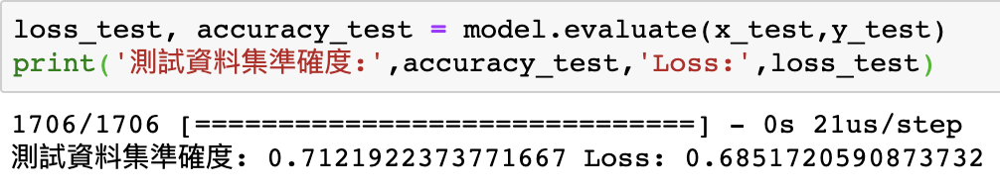 loss_test, accuracy_test = model.evaluate(x_test,y_test)
print('測試資料集準確度:',accuracy_test,'Loss:',loss_test)
1706/1706 [==============================] - 0s 21us/step
測試資料集準確度: 0.7121922373771667 Loss: 0.6851720590873732